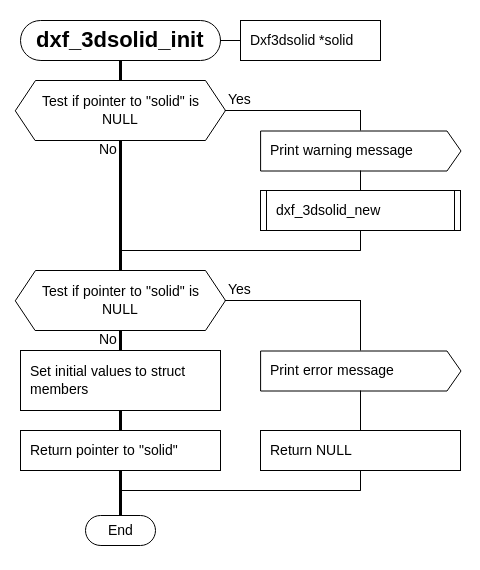 dxf_3dsolid_init
Dxf3dsolid *solid
Test if pointer to "solid" is
NULL
Yes
No
Print warning message
dxf_3dsolid_new
Test if pointer to "solid" is
NULL
Yes
No
Set initial values to struct
members
Print error message
Return pointer to "solid"
Return NULL
End